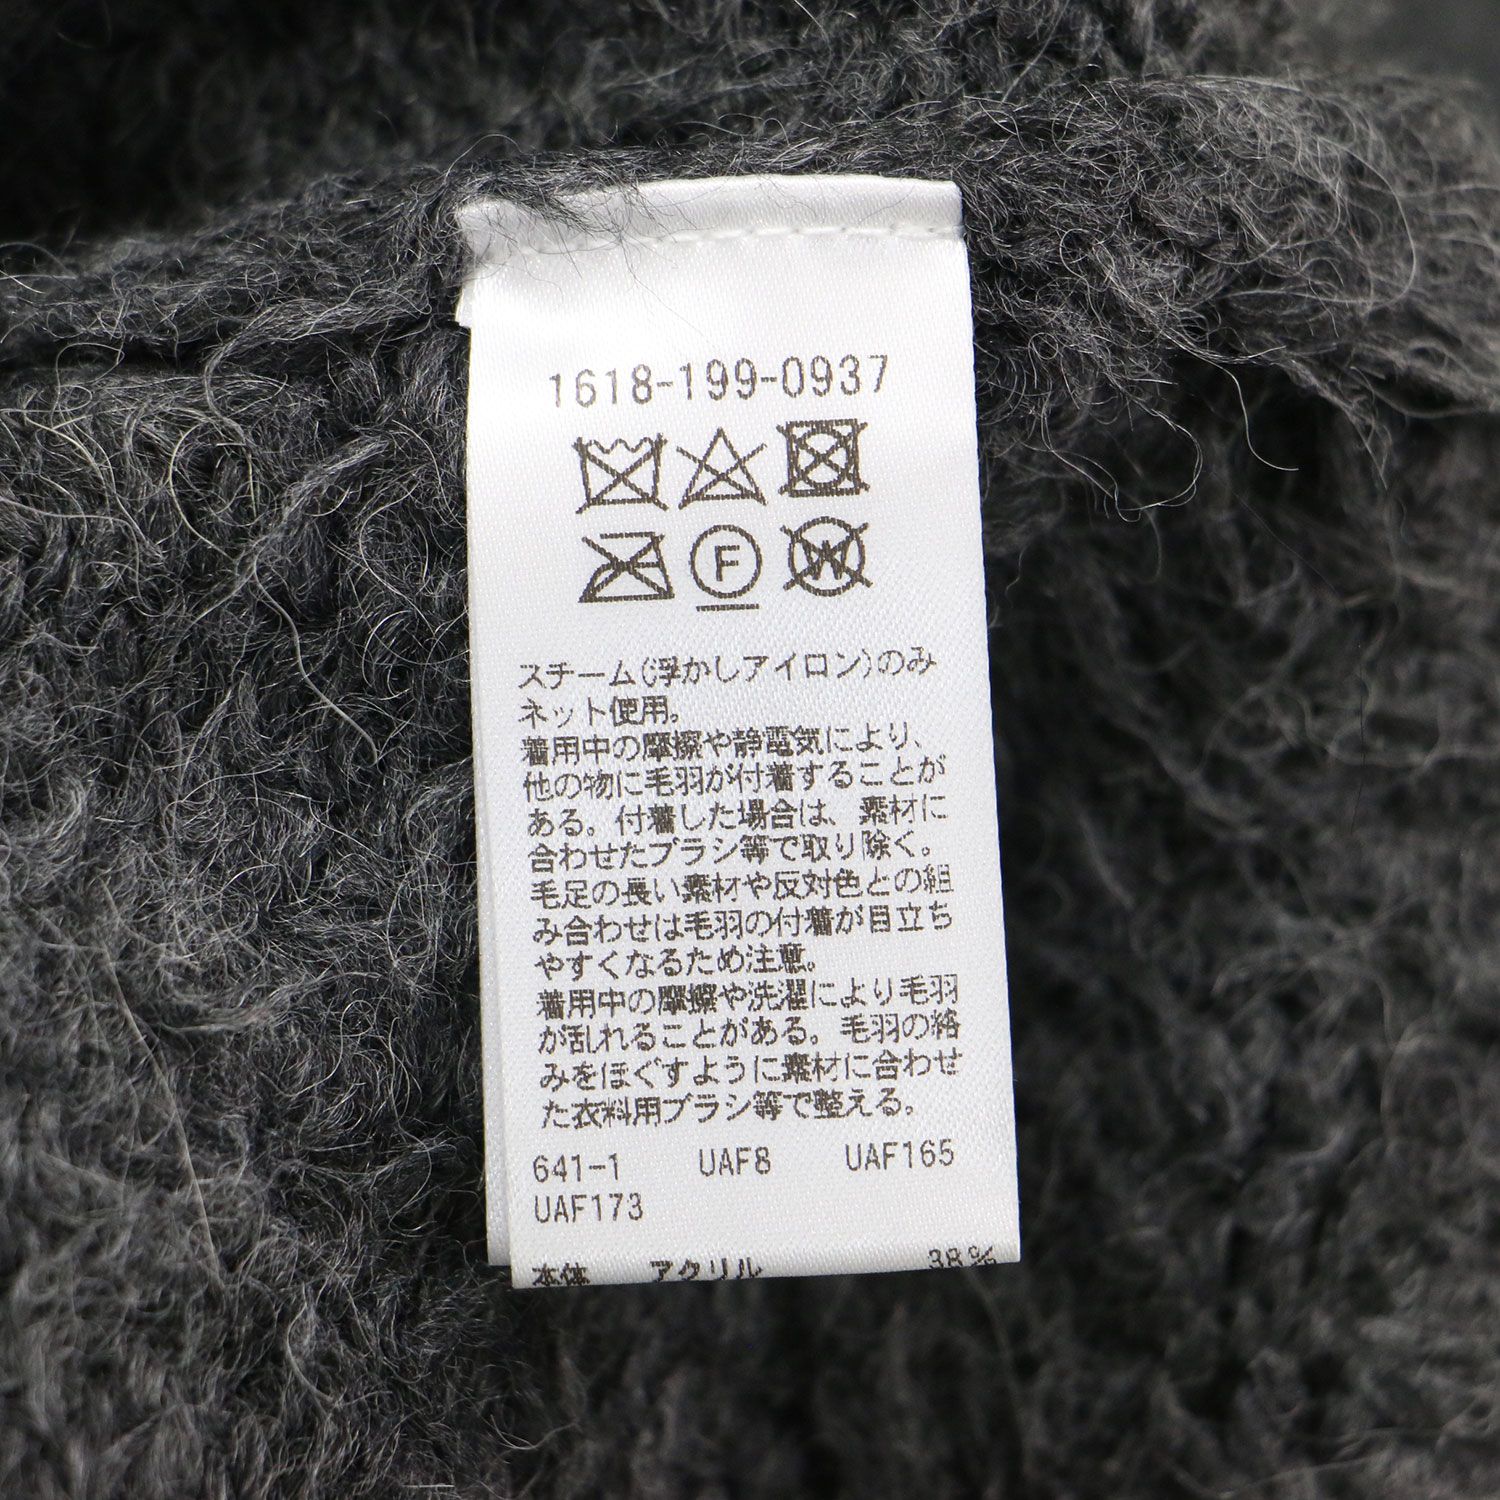 1618-199-0937
F
W
スチーム(浮かしアイロン)のみ
ネット使用。
着用中の摩擦や静電気により、
他の物に毛羽が付着することが
ある。付着した場合は、素材に
合わせたブラシ等で取り除く。
毛足の長い素材や反対色との組
み合わせは毛羽の付着が目立ち
やすくなるため注意。
着用中の摩擦や洗濯により毛羽
が乱れることがある。毛羽の絡
みをほぐすように素材に合わせ
た衣料用ブラシ等で整える。
641-1 UAF8 UAF165
UAF173
本体 アクリル 38%